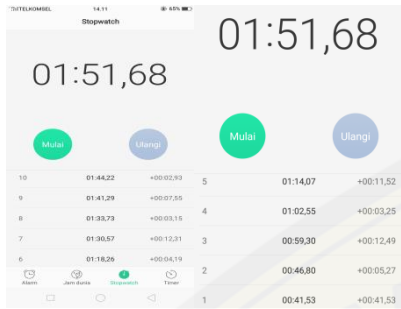 TELKOMSEL 14.11 65%
Stopwatch
01:51,68
Mulai Ulangi
10 01:44,22 +00:02,93
9 01:41,29 +00:07,55
8 01:33,73 +00:03,15
7 01:30,57 +00:12,31
6 01:18,26 +00:04,19
Alarm Jam dunia Stopwatch Timer
01:51,68
Mulai Ulangi
5 01:14,07 +00:11,52
4 01:02,55 +00:03,25
3 00:59,30 +00:12,49
2 00:46,80 +00:05,27
1 00:41,53 +00:41,53